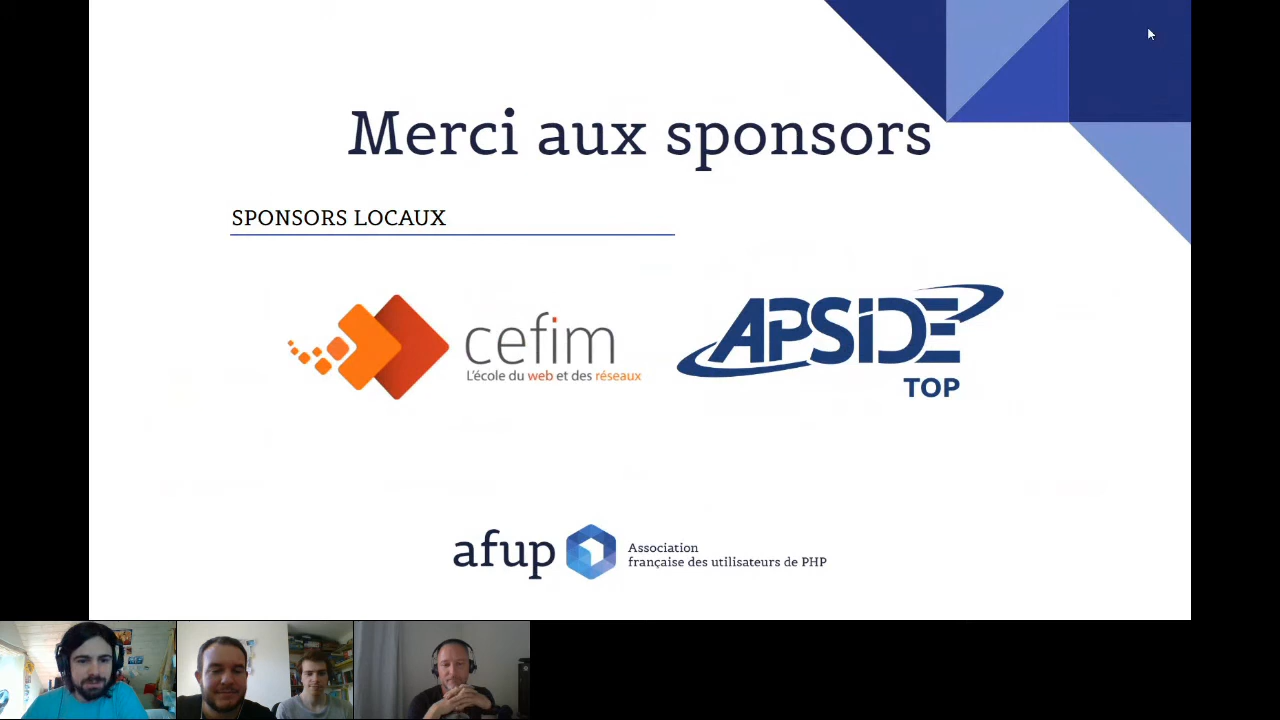 Merci aux sponsors
SPONSORS LOCAUX
cefim
L'école du web et des réseaux
APSIDE
TOP
afup
Association
française des utilisateurs de PHP